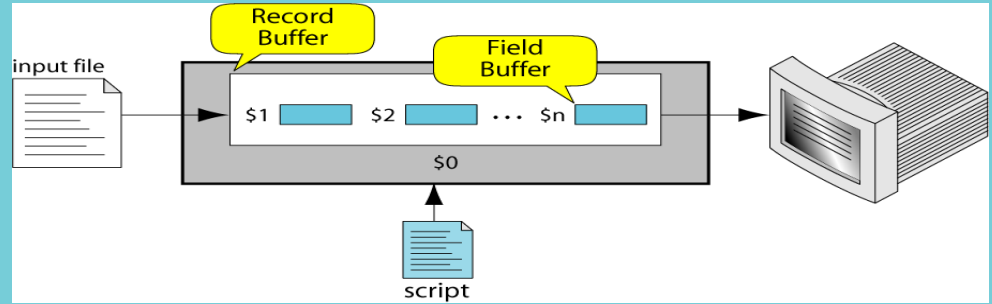 Record
Buffer
Field
Buffer
input file
$1
$2
...
$n
$0
script